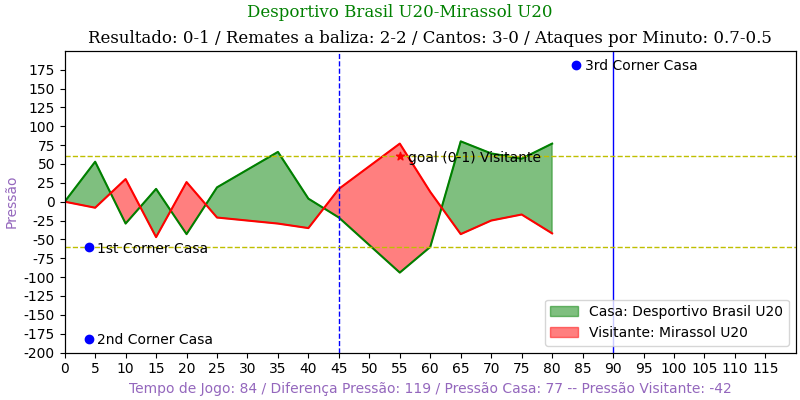 Desportivo Brasil U20-Mirassol U20
Resultado: 0-1 / Remates a baliza: 2-2 / Cantos: 3-0 / Ataques por Minuto: 0.7-0.5
175
150
125
100
75
50
25
0
-25
-50
-75
-100
-125
-150
-175
-200
Pressão
3rd Corner Casa
goal (0-1) Visitante
1st Corner Casa
2nd Corner Casa
Casa: Desportivo Brasil U20
Visitante: Mirassol U20
0 5 10 15 20 25 30 35 40 45 50 55 60 65 70 75 80 85 90 95 100 105 110 115
Tempo de Jogo: 84 / Diferença Pressão: 119 / Pressão Casa: 77 -- Pressão Visitante: -42